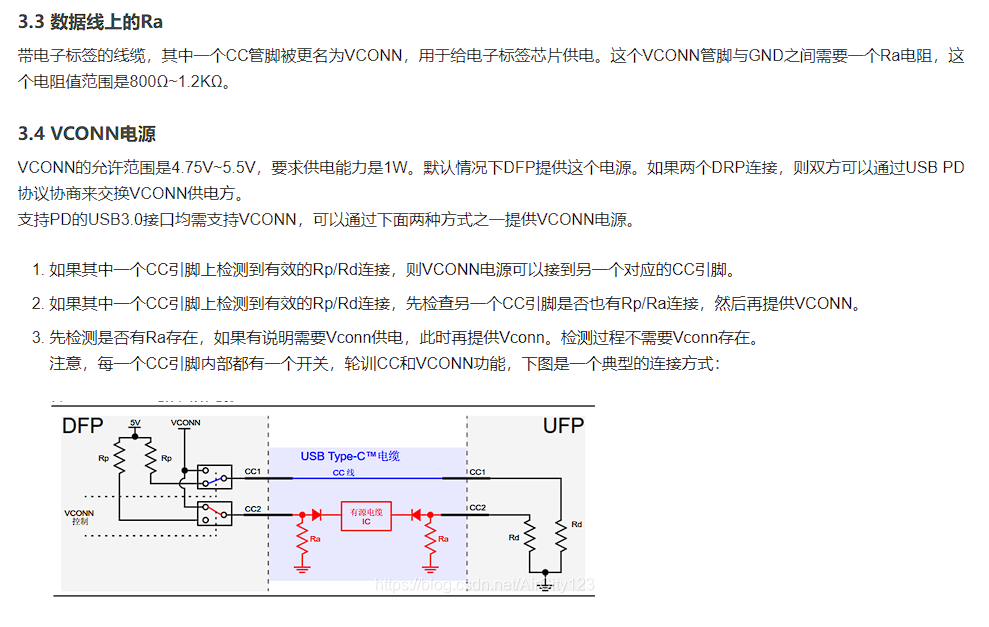 3.3 数据线上的Ra
带电子标签的线缆，其中一个CC管脚被更名为VCONN，用于给电子标签芯片供电。这个VCONN管脚与GND之间需要一个Ra电阻，这
个电阻值范围是800Ω~1.2KΩ。
3.4 VCONN电源
VCONN的允许范围是4.75V~5.5V，要求供电能力是1W。默认情况下DFP提供这个电源。如果两个DRP连接，则双方可以通过USB PD
协议协商来交换VCONN供电方。
支持PD的USB3.0接口均需支持VCONN，可以通过下面两种方式之一提供VCONN电源。
1. 如果其中一个CC引脚上检测到有效的Rp/Rd连接，则VCONN电源可以接到另一个对应的CC引脚。
2. 如果其中一个CC引脚上检测到有效的Rp/Rd连接，先检查另一个CC引脚是否也有Rp/Ra连接，然后再提供VCONN。
3. 先检测是否有Ra存在，如果有说明需要Vconn供电，此时再提供Vconn。检测过程不需要Vconn存在。
注意，每一个CC引脚内部都有一个开关，轮训CC和VCONN功能，下图是一个典型的连接方式：
DFP
5V
VCONN
UFP
Rp
Rp
USB Type-C™电缆
CC1
CC 线
CC1
VCONN
控制
CC2
有源电缆
IC
CC2
Ra
Ra
Rd
Rd